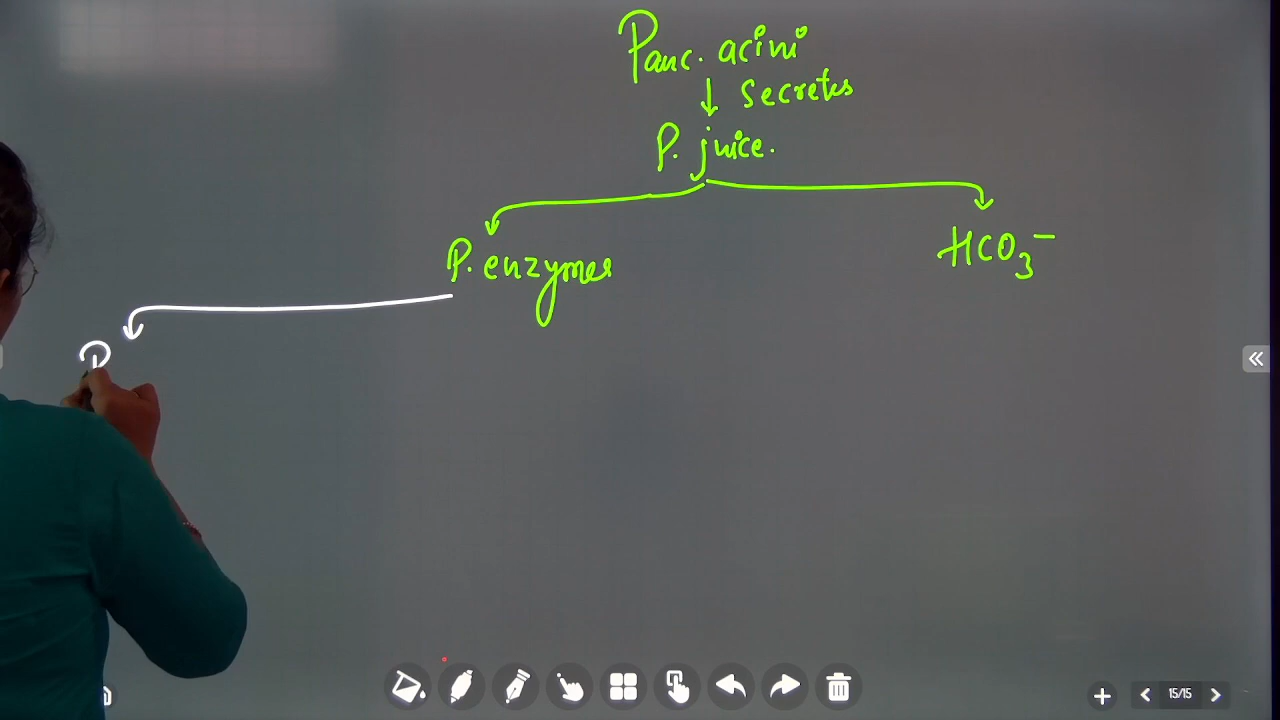 Panc. acini
↓ secretes
P. juice.
P. enzymes
HCO₃⁻
P
15/15